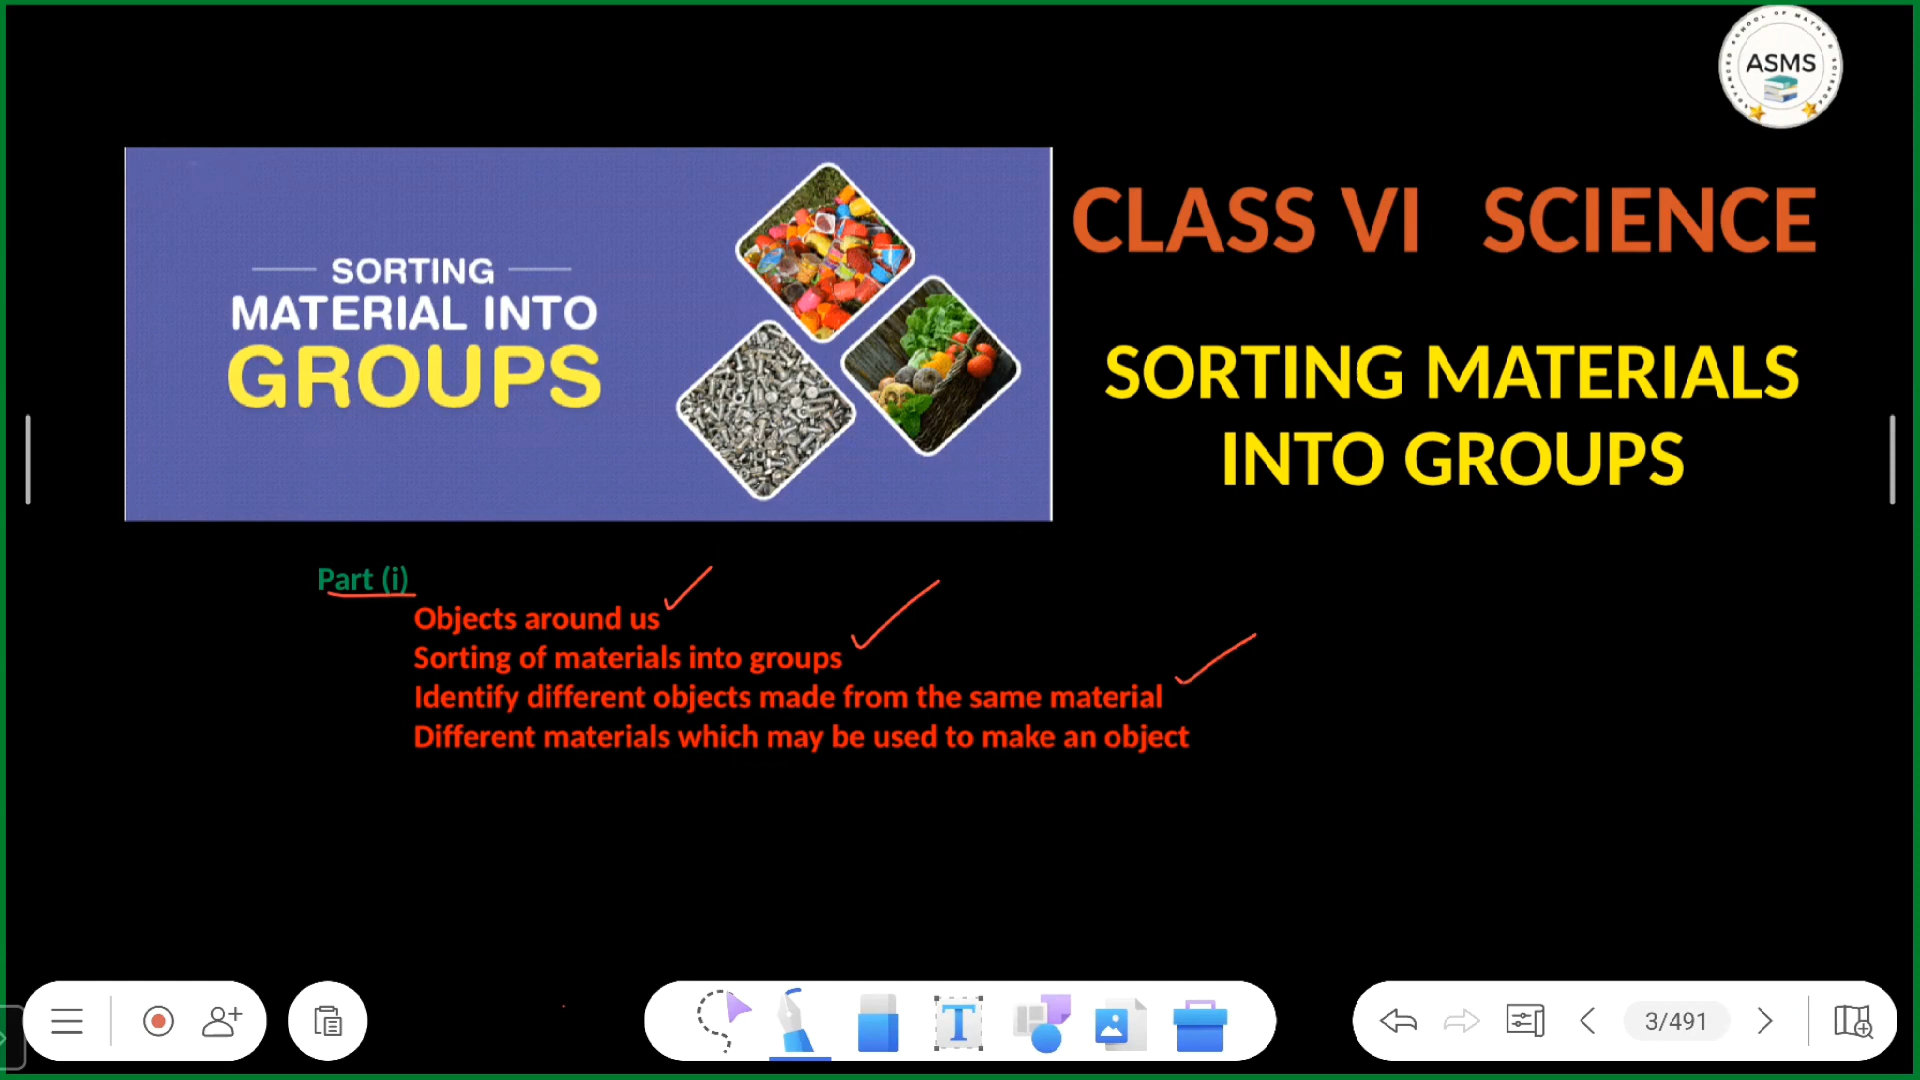 ASMS
SORTING
MATERIAL INTO
GROUPS
CLASS VI SCIENCE
SORTING MATERIALS
INTO GROUPS
Part (i)
Objects around us
Sorting of materials into groups
Identify different objects made from the same material
Different materials which may be used to make an object
T
3/491